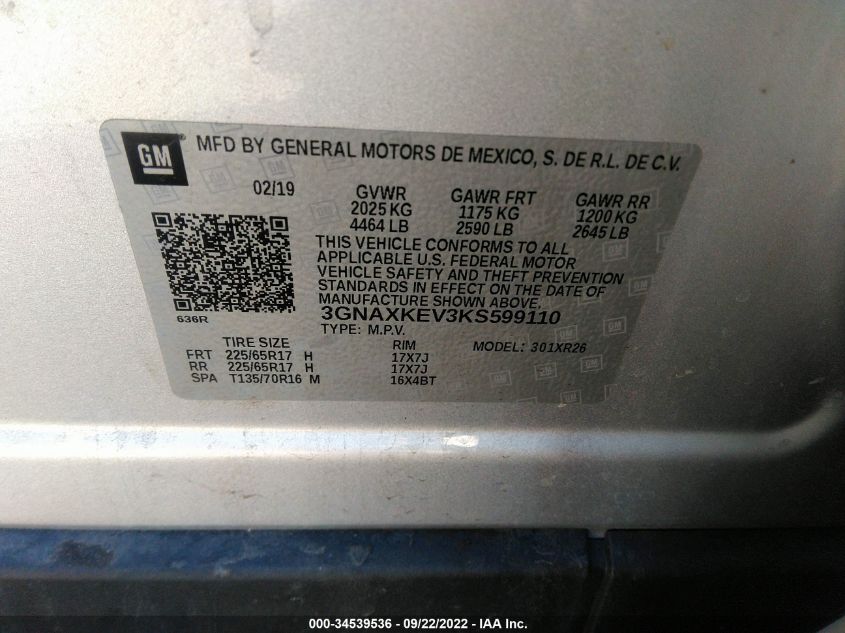 GM
MFD BY GENERAL MOTORS DE MEXICO, S. DE R.L. DE C.V.
02/19 GVWR GAWR FRT GAWR RR
2025 KG 1175 KG 1200 KG
4464 LB 2590 LB 2645 LB
THIS VEHICLE CONFORMS TO ALL
APPLICABLE U.S. FEDERAL MOTOR
VEHICLE SAFETY AND THEFT PREVENTION
STANDARDS IN EFFECT ON THE DATE OF
MANUFACTURE SHOWN ABOVE.
636R 3GNAXKEV3KS599110
TYPE: M.P.V.
TIRE SIZE RIM MODEL: 301XR26
FRT 225/65R17 H 17X7J
RR 225/65R17 H 17X7J
SPA T135/70R16 M 16X4BT
000-34539536 - 09/22/2022 - IAA Inc.